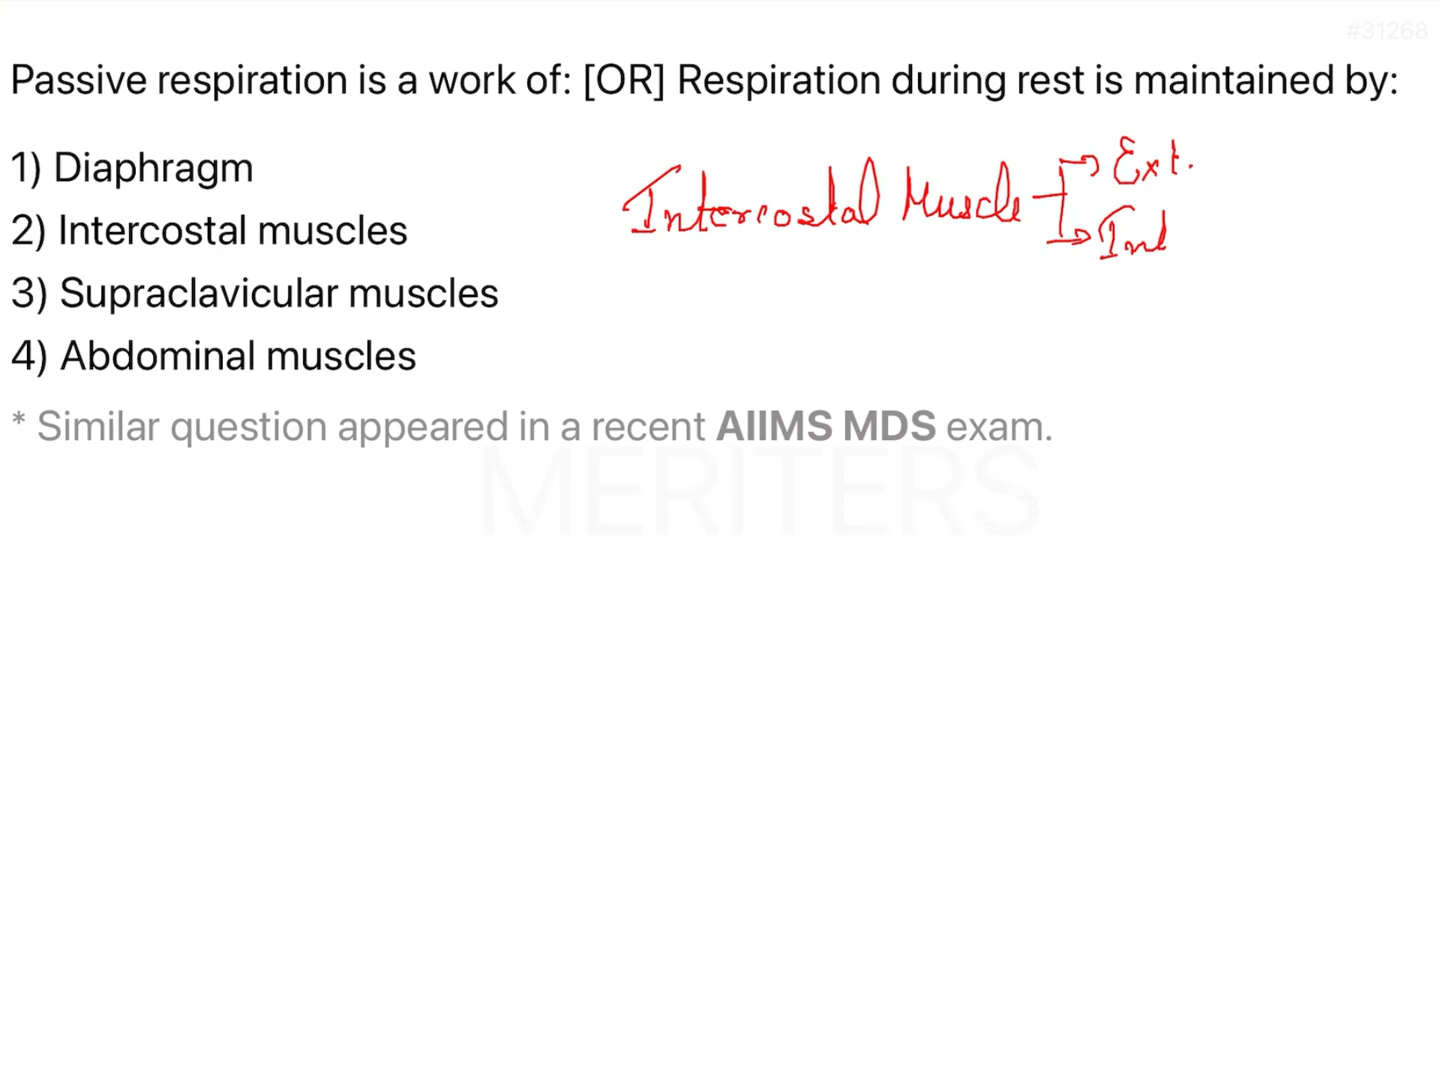 #31268
Passive respiration is a work of: [OR] Respiration during rest is maintained by:
1) Diaphragm
2) Intercostal muscles
3) Supraclavicular muscles
4) Abdominal muscles
Intercostal Muscle → Ext.
→ Int
* Similar question appeared in a recent AIIMS MDS exam.
MERITERS